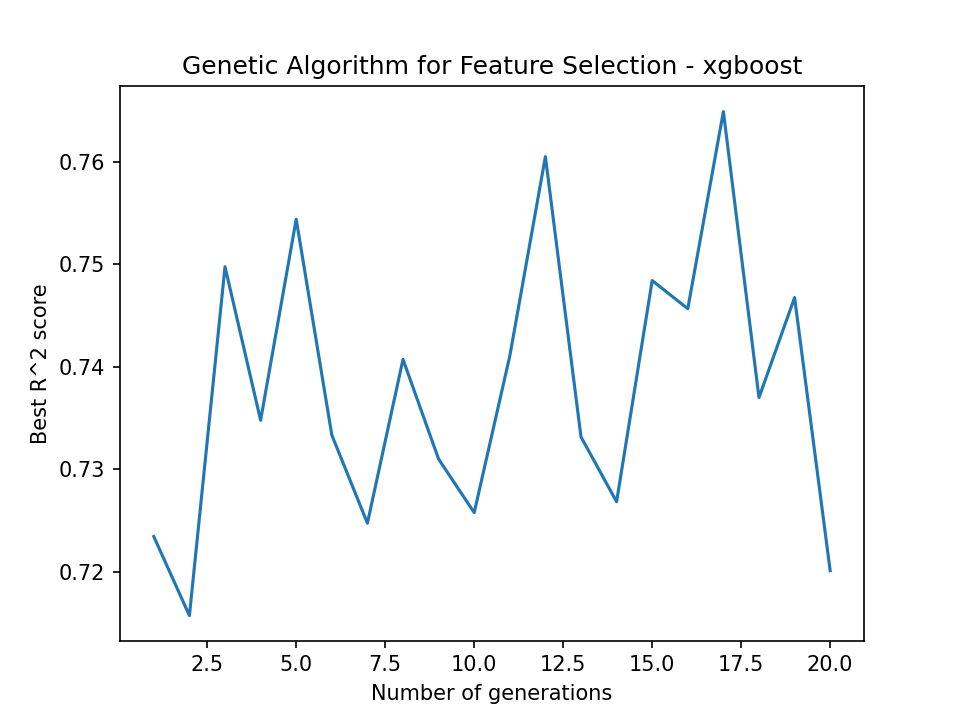 Genetic Algorithm for Feature Selection - xgboost
0.76
0.75
0.74
0.73
0.72
Best R^2 score
2.5 5.0 7.5 10.0 12.5 15.0 17.5 20.0
Number of generations